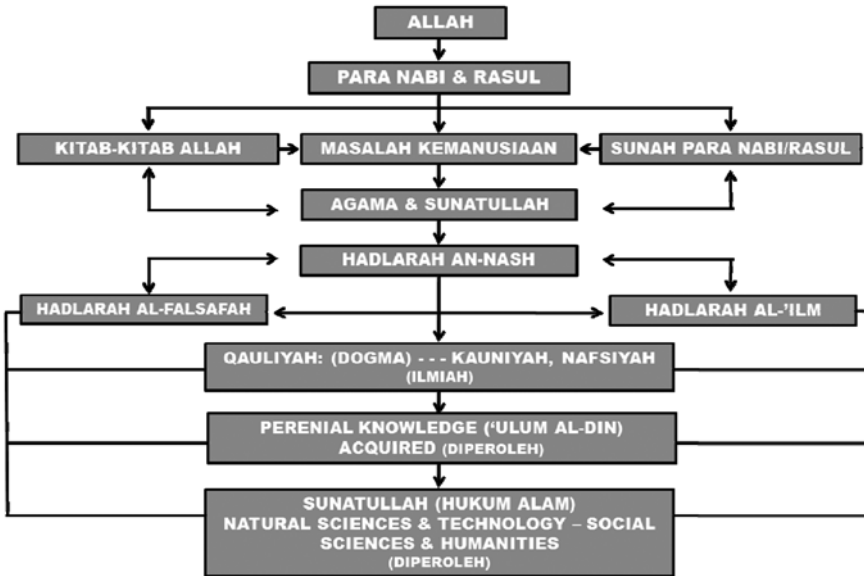 ALLAH
PARA NABI & RASUL
KITAB-KITAB ALLAH
MASALAH KEMANUSIAAN
SUNAH PARA NABI/RASUL
AGAMA & SUNATULLAH
HADLARAH AN-NASH
HADLARAH AL-FALSAFAH
HADLARAH AL-'ILM
QAULIYAH: (DOGMA) - - - KAUNIYAH, NAFSIYAH
(ILMIAH)
PERENIAL KNOWLEDGE (‘ULUM AL-DIN)
ACQUIRED (DIPEROLEH)
SUNATULLAH (HUKUM ALAM)
NATURAL SCIENCES & TECHNOLOGY – SOCIAL
SCIENCES & HUMANITIES
(DIPEROLEH)